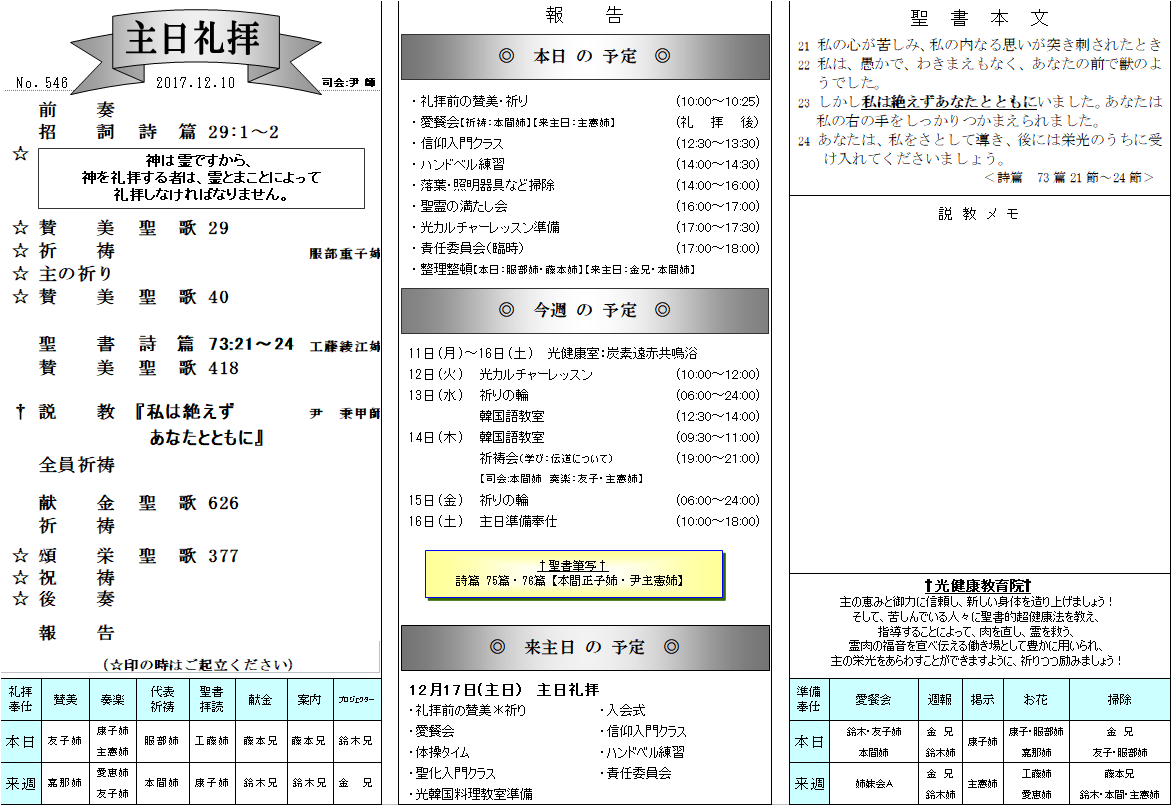 主日礼拝
No. 546　2017.12.10　司会:尹 師
前　奏
招　詞 詩　篇 29:1～2
☆
神は霊ですから、
神を礼拝する者は、霊とまことによって
礼拝しなければなりません。
☆ 賛　美 聖　歌 29
☆ 祈　祷　服部重子姉
☆ 主の祈り
☆ 賛　美 聖　歌 40
聖　書 詩　篇 73:21～24 工藤綾江姉
賛　美 聖　歌 418
† 説　教 『私は絶えず　尹　秉甲師
あなたとともに』
全員祈祷
献　金 聖　歌 626
祈　祷
☆ 頌　栄 聖　歌 377
☆ 祝　祷
☆ 後　奏
報　告
(☆印の時はご起立ください)
礼拝奉仕 賛美 奏楽 代表祈祷 聖書拝読 献金 案内 プロジェクター
本日 友子姉 康子姉 主憲姉 服部姉 工藤姉 藤本兄 藤本兄 鈴木兄
来週 嘉那姉 愛恵姉 友子姉 本間姉 康子姉 鈴木兄 鈴木兄 金　兄
報　告
◎ 本日 の 予定 ◎
・礼拝前の賛美・祈り　(10:00～10:25)
・愛餐会【祈祷:本間姉】【来主日:主憲姉】　(礼　拝　後)
・信仰入門クラス　(12:30～13:30)
・ハンドベル練習　(14:00～14:30)
・落葉・照明器具など掃除　(14:00～16:00)
・聖霊の満たし会　(16:00～17:00)
・光カルチャーレッスン準備　(17:00～17:30)
・責任委員会(臨時)　(17:00～18:00)
・整理整頓【本日:服部姉・藤本姉】【来主日:金兄・本間姉】
◎ 今週 の 予定 ◎
11日(月)～16日(土)　光健康室:炭素遠赤共鳴浴
12日(火)　光カルチャーレッスン　(10:00～12:00)
13日(水)　祈りの輪　(06:00～24:00)
韓国語教室　(12:30～14:00)
14日(木)　韓国語教室　(09:30～11:00)
祈祷会(学び:伝道について)　(19:00～21:00)
【司会:本間姉　奏楽:友子・主憲姉】
15日(金)　祈りの輪　(06:00～24:00)
16日(土)　主日準備奉仕　(10:00～18:00)
†聖書筆写†
詩篇 75篇・76篇【本間正子姉・尹主憲姉】
◎ 来主日 の 予定 ◎
12月17日(主日)　主日礼拝
・礼拝前の賛美＊祈り　・入会式
・愛餐会　・信仰入門クラス
・体操タイム　・ハンドベル練習
・聖化入門クラス　・責任委員会
・光韓国料理教室準備
聖 書 本 文
21 私の心が苦しみ、私の内なる思いが突き刺されたとき
22 私は、愚かで、わきまえもなく、あなたの前で獣のよ
うでした。
23 しかし私は絶えずあなたとともにいました。あなたは
私の右の手をしっかりつかまえられました。
24 あなたは、私をさとして導き、後には栄光のうちに受
け入れてくださいましょう。
＜詩篇　73篇21節～24節＞
説 教 メ モ
†光健康教育院†
主の恵みと御力に信頼し、新しい身体を造り上げましょう！
そして、苦しんでいる人々に聖書的超健康法を教え、
指導することによって、肉を直し、霊を救う、
霊肉の福音を宣べ伝える働き場として豊かに用いられ、
主の栄光をあらわすことができますように、祈りつつ励みましょう！
準備奉仕 愛餐会 週報 掲示 お花 掃除
本日 鈴木・友子姉 本間姉 金 兄 鈴木姉 康子姉 康子・服部姉 嘉那姉 金　兄 友子・服部姉
来週 姉妹会A 金 兄 鈴木姉 主憲姉 工藤姉 愛恵姉 藤本兄 鈴木・本間・主憲姉